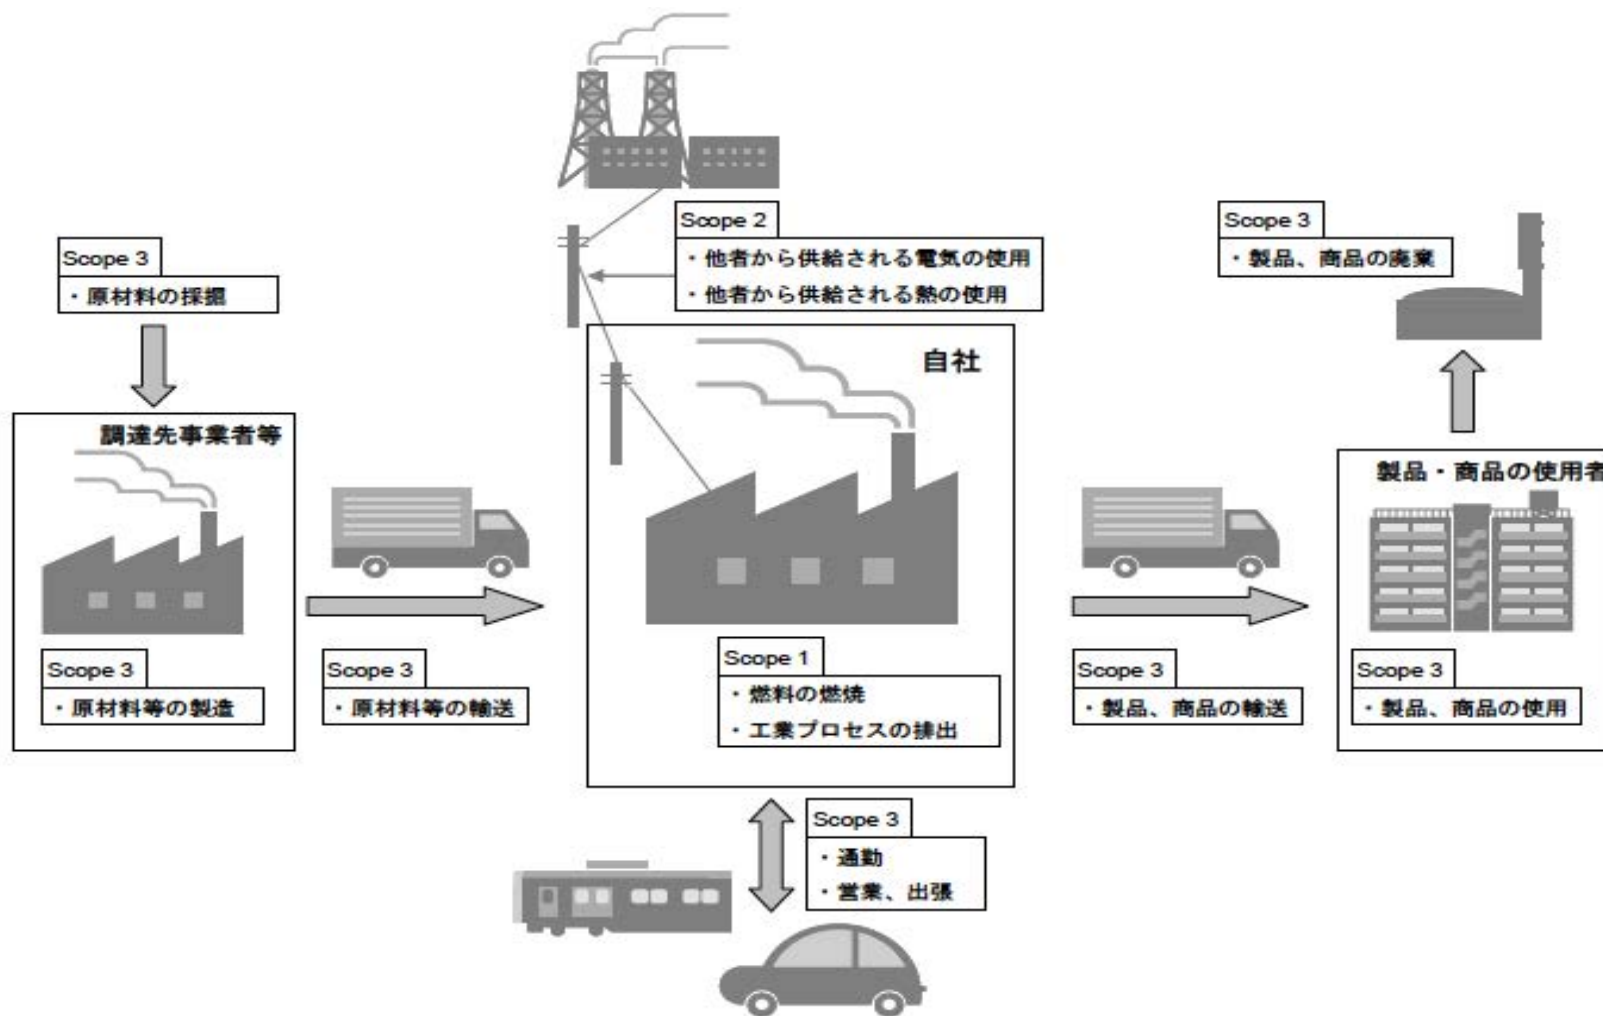 Scope 2
・他者から供給される電気の使用
・他者から供給される熱の使用
Scope 3
・製品、商品の廃棄
Scope 3
・原材料の採掘
自社
調達先事業者等
製品・商品の使用者
Scope 3
・原材料等の製造
Scope 3
・原材料等の輸送
Scope 1
・燃料の燃焼
・工業プロセスの排出
Scope 3
・製品、商品の輸送
Scope 3
・製品、商品の使用
Scope 3
・通勤
・営業、出張